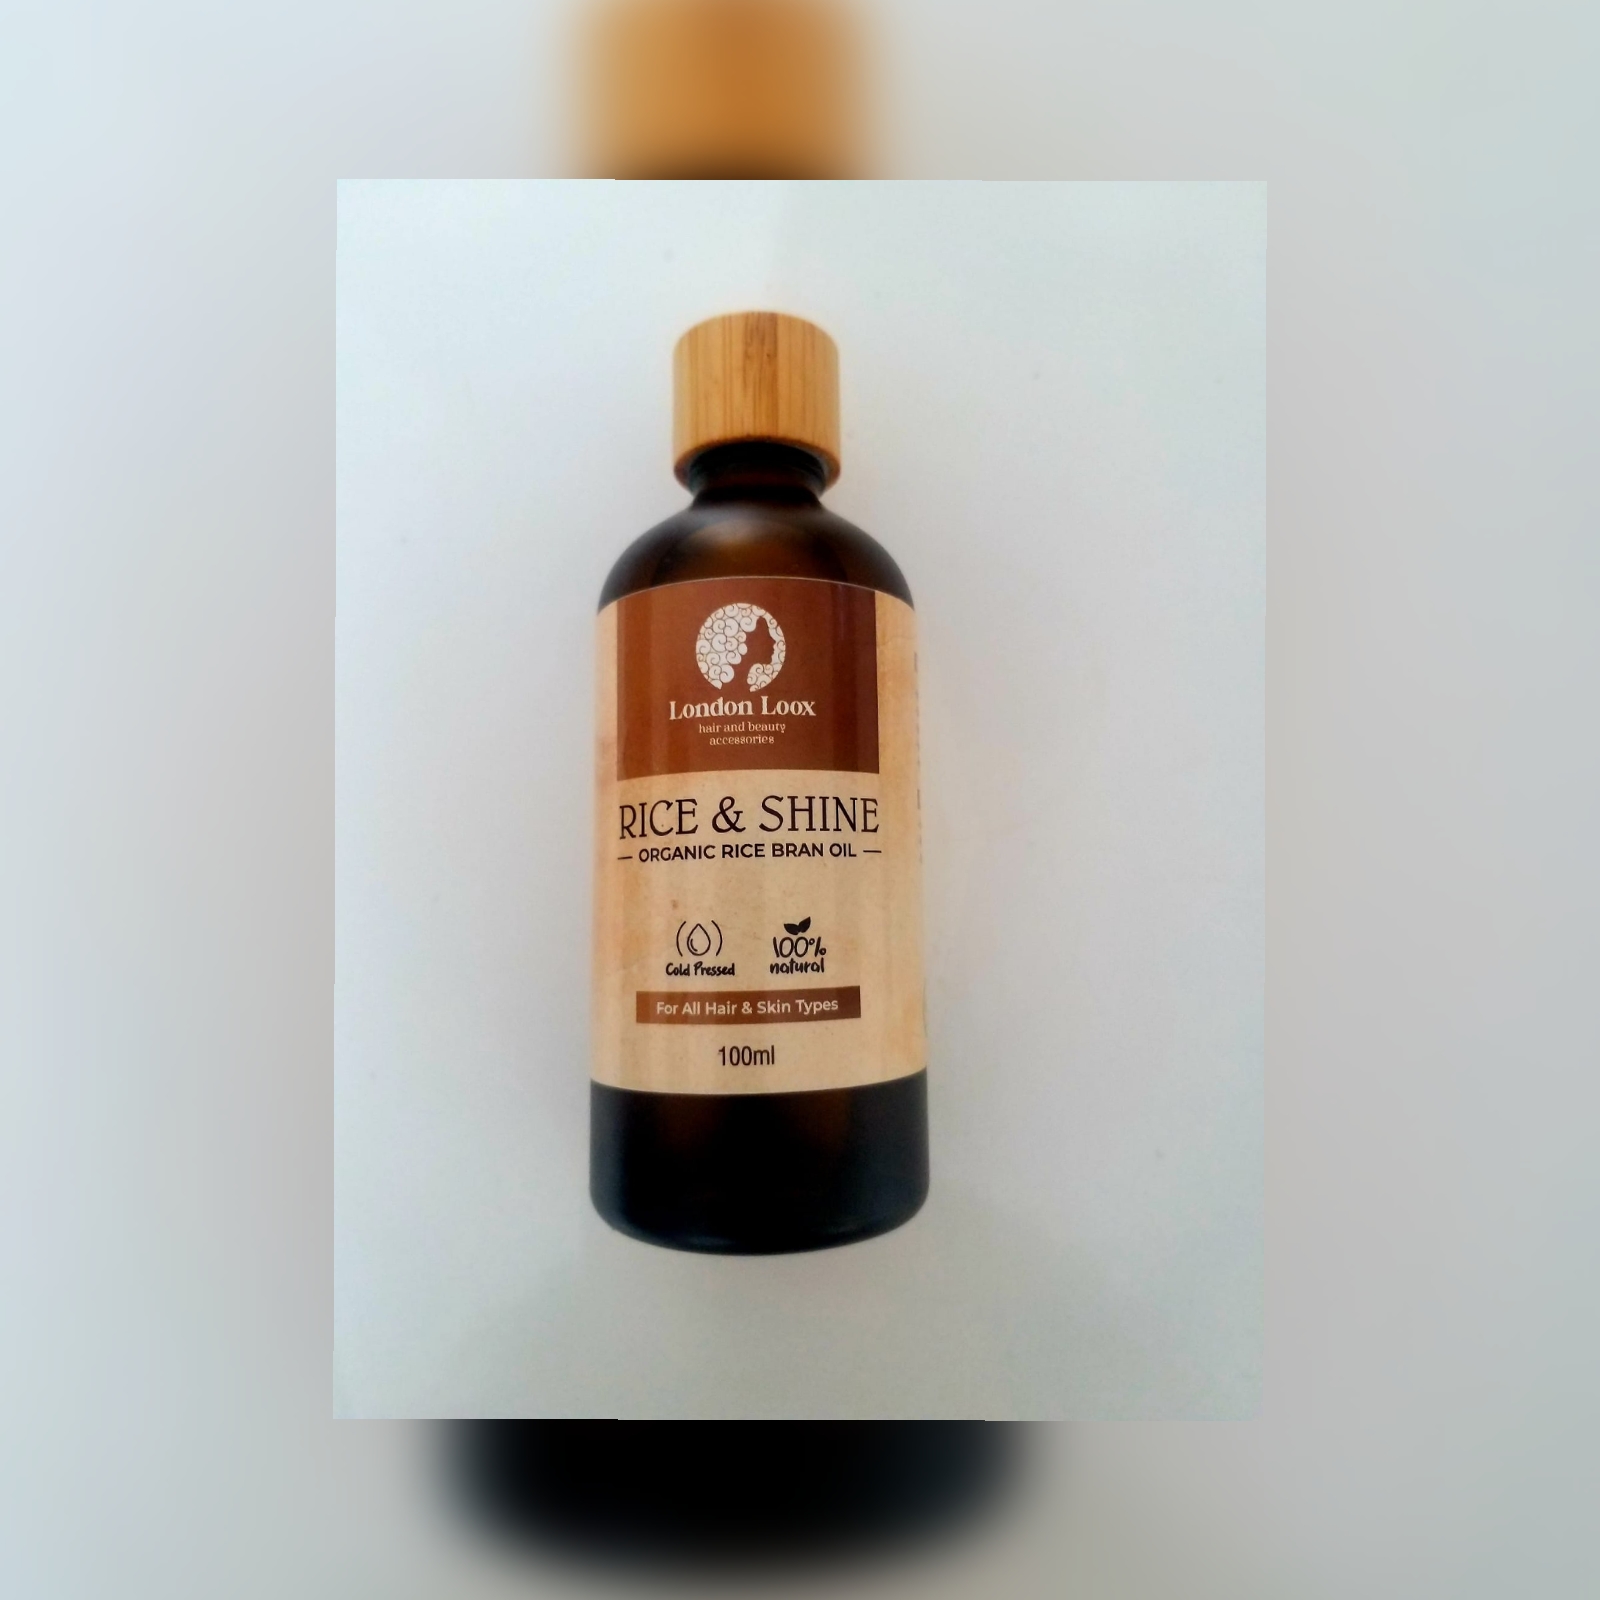 London Loox
hair and beauty
accessories
RICE & SHINE
ORGANIC RICE BRAN OIL
Cold Pressed
100%
natural
For All Hair & Skin Types
100ml